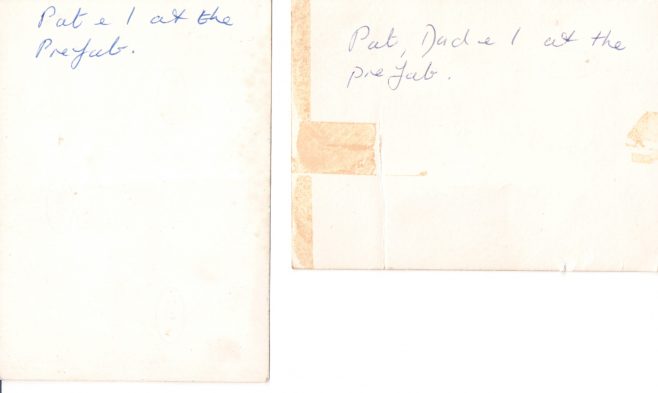 Pat e I at the
Prefab.
Pat, Dad e I at the
prefab.